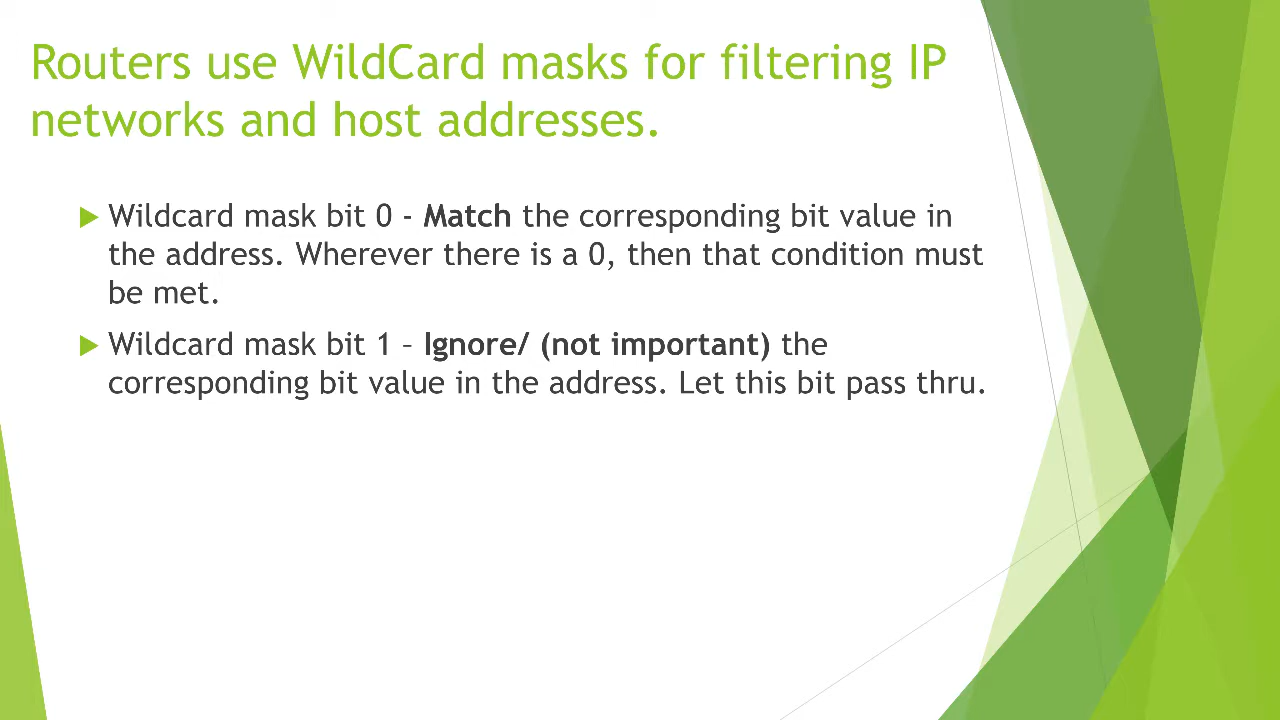 Routers use WildCard masks for filtering IP
networks and host addresses.
Wildcard mask bit 0 - Match the corresponding bit value in
the address. Wherever there is a 0, then that condition must
be met.
Wildcard mask bit 1 – Ignore/ (not important) the
corresponding bit value in the address. Let this bit pass thru.